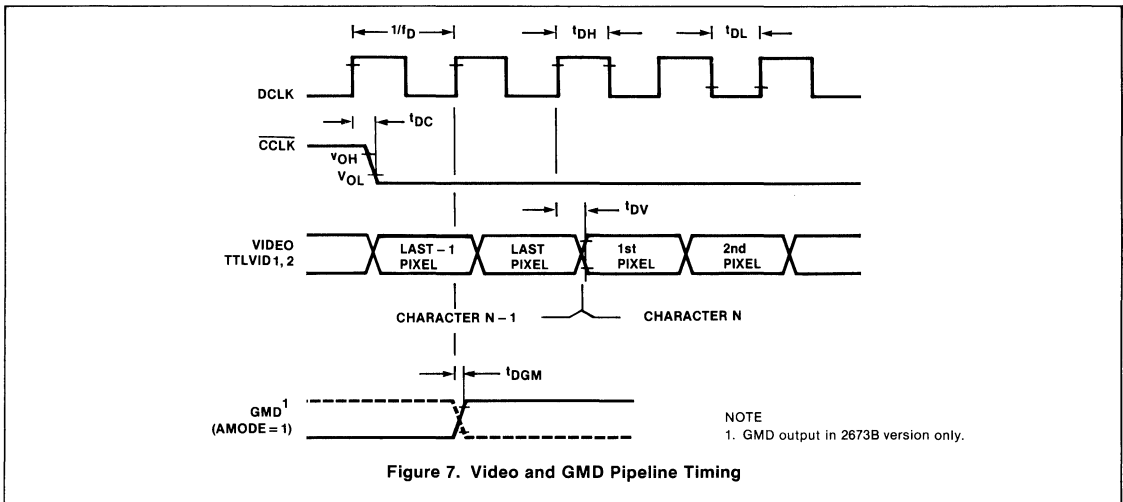 1/fD
tDH
tDL
DCLK
tDC
CCLK
VOH
VOL
tDV
VIDEO
TTLVID 1, 2
LAST – 1
PIXEL
LAST
PIXEL
1st
PIXEL
2nd
PIXEL
CHARACTER N – 1
CHARACTER N
tDGM
GMD1
(AMODE = 1)
NOTE
1. GMD output in 2673B version only.
Figure 7. Video and GMD Pipeline Timing